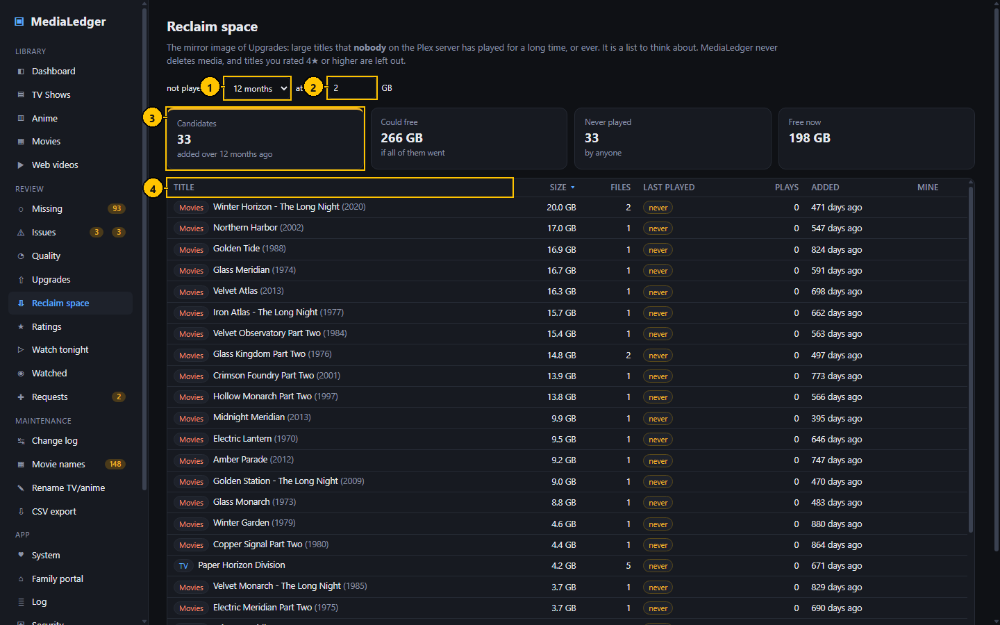 MediaLedger
LIBRARY
Dashboard
TV Shows
Anime
Movies
Web videos
REVIEW
Missing 93
Issues 3 3
Quality
Upgrades
Reclaim space
Ratings
Watch tonight
Watched
Requests 2
MAINTENANCE
Change log
Movie names 148
Rename TV/anime
CSV export
APP
System
Family portal
Log
Reclaim space
The mirror image of Upgrades: large titles that nobody on the Plex server has played for a long time, or ever. It is a list to think about. MediaLedger never
deletes media, and titles you rated 4★ or higher are left out.
not playe 1 12 months at 2 2 GB
3
Candidates
33
added over 12 months ago
Could free
266 GB
if all of them went
Never played
33
by anyone
Free now
198 GB
4 TITLE SIZE FILES LAST PLAYED PLAYS ADDED MINE
Movies Winter Horizon - The Long Night (2020) 20.0 GB 2 never 0 471 days ago
Movies Northern Harbor (2002) 17.0 GB 1 never 0 547 days ago
Movies Golden Tide (1988) 16.9 GB 1 never 0 824 days ago
Movies Glass Meridian (1974) 16.7 GB 1 never 0 591 days ago
Movies Velvet Atlas (2013) 16.3 GB 1 never 0 698 days ago
Movies Iron Atlas - The Long Night (1977) 15.7 GB 1 never 0 662 days ago
Movies Velvet Observatory Part Two (1984) 15.4 GB 1 never 0 563 days ago
Movies Glass Kingdom Part Two (1976) 14.8 GB 2 never 0 497 days ago
Movies Crimson Foundry Part Two (2001) 13.9 GB 1 never 0 773 days ago
Movies Hollow Monarch Part Two (1997) 13.8 GB 1 never 0 566 days ago
Movies Midnight Meridian (2013) 9.9 GB 1 never 0 395 days ago
Movies Electric Lantern (1970) 9.5 GB 1 never 0 646 days ago
Movies Amber Parade (2012) 9.2 GB 1 never 0 747 days ago
Movies Golden Station - The Long Night (2009) 9.0 GB 1 never 0 470 days ago
Movies Glass Monarch (1973) 8.8 GB 1 never 0 483 days ago
Movies Winter Garden (1979) 4.6 GB 1 never 0 880 days ago
Movies Copper Signal Part Two (1980) 4.4 GB 1 never 0 864 days ago
TV Paper Horizon Division 4.2 GB 5 never 0 671 days ago
Movies Velvet Monarch - The Long Night (1985) 3.7 GB 1 never 0 829 days ago
Movies Electric Meridian Part Two (1975) 3.7 GB 1 never 0 690 days ago